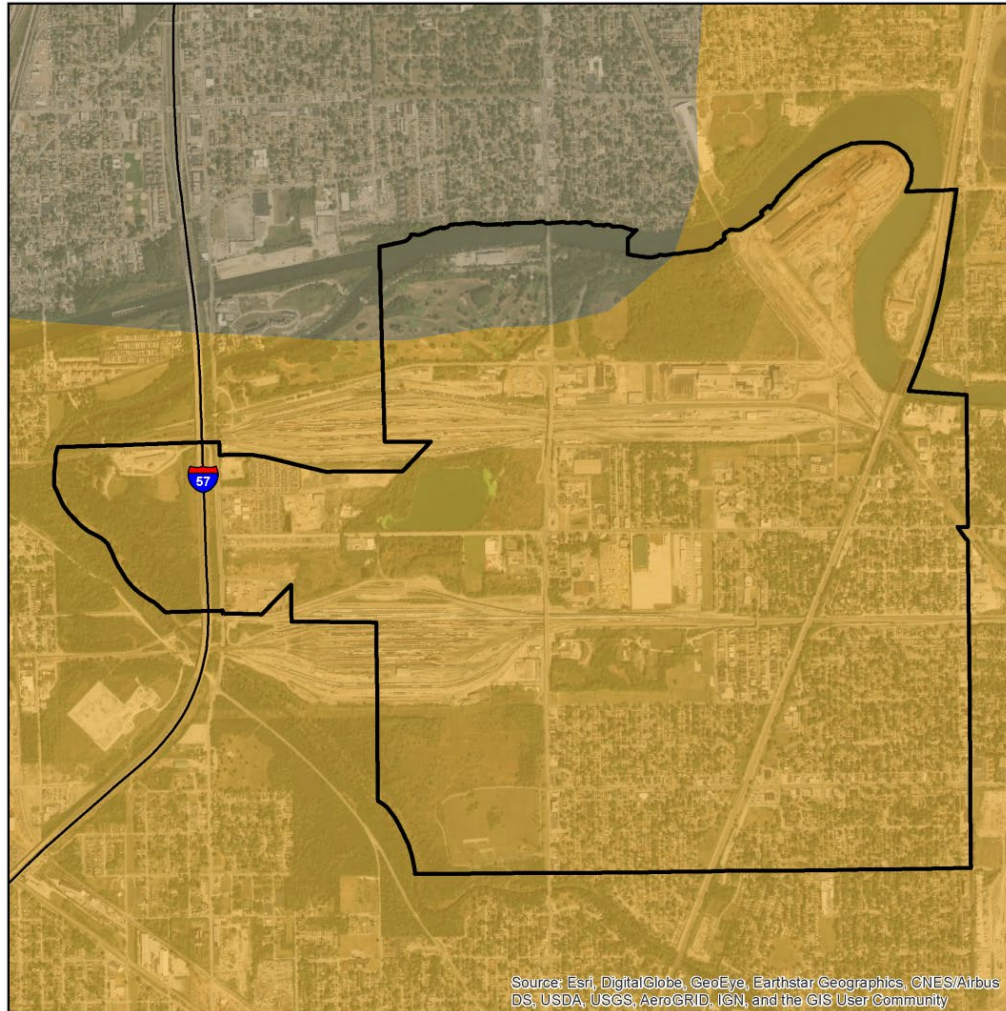 57
Source: Esri, DigitalGlobe, GeoEye, Earthstar Geographics, CNES/Airbus
DS, USDA, USGS, AeroGRID, IGN, and the GIS User Community